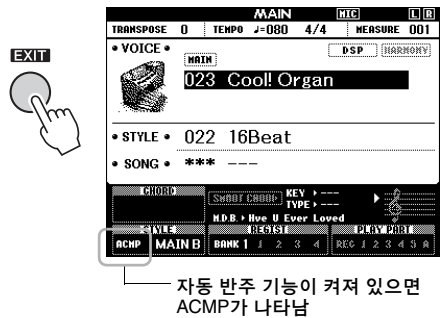 EXIT
MAIN MIC L R
TRANSPOSE 0 TEMPO ♩=080 4/4 MEASURE 001
• VOICE • DSP HARMONY
MAIN
023 Cool! Organ
• STYLE • 022 16Beat
• SONG • *** ---
CHORD SMART CHORD KEY ▸ ---
TYPE ▸ ---
M.D.B. ▸ Hve U Ever Loved
STYLE REGIST PLAY PART
ACMP MAIN B BANK 1 1 2 3 4 REC 1 2 3 4 5 A
자동 반주 기능이 켜져 있으면
ACMP가 나타남